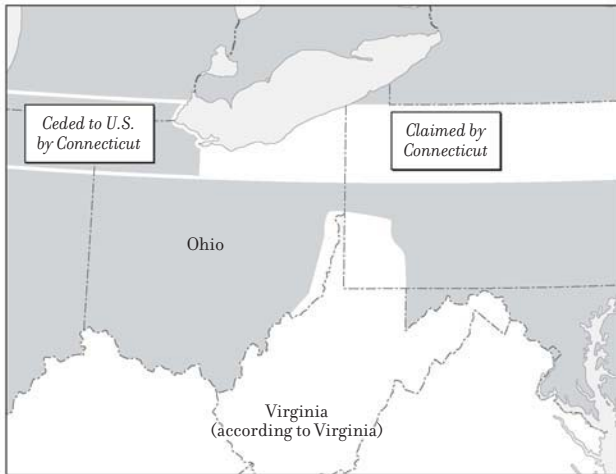 Ceded to U.S.
by Connecticut
Claimed by
Connecticut
Ohio
Virginia
(according to Virginia)